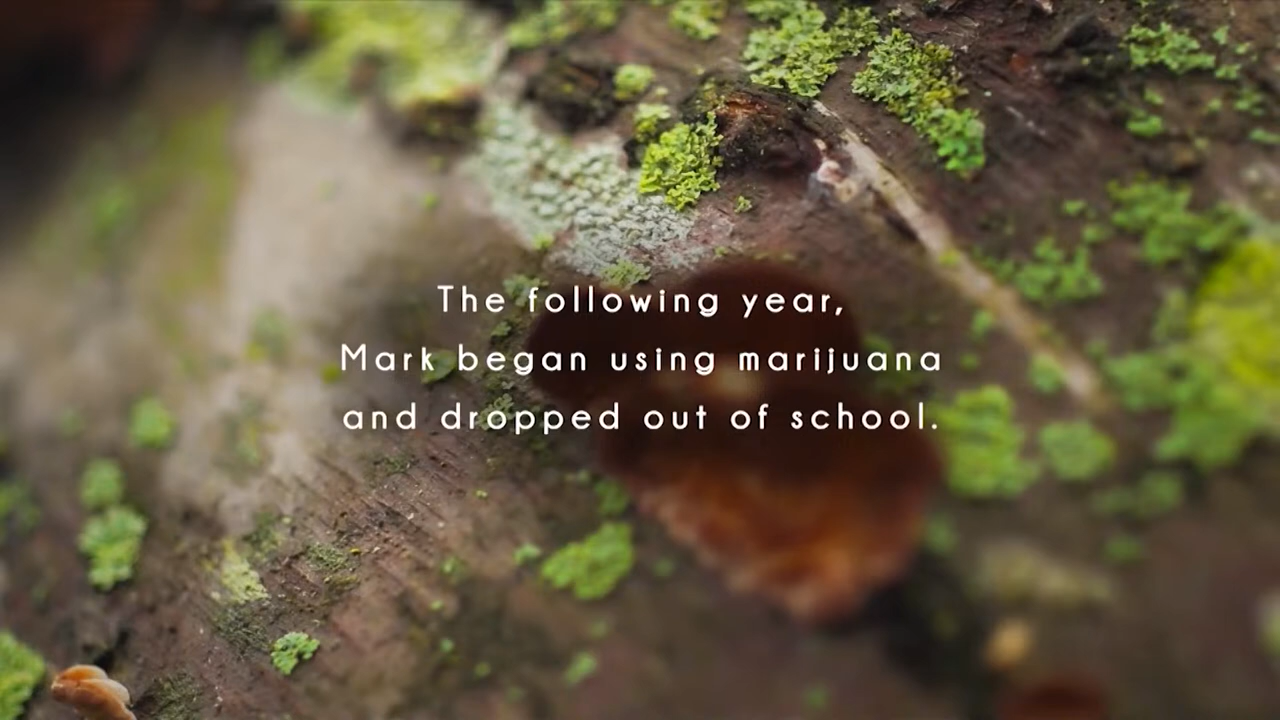 The following year,
Mark began using marijuana
and dropped out of school.